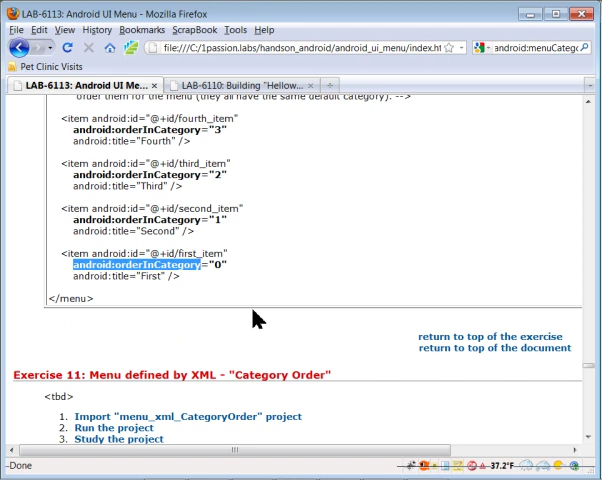 LAB-6113: Android UI Menu - Mozilla Firefox
File Edit View History Bookmarks ScrapBook Tools Help
file:///C:/1passion.labs/handson_android/android_ui_menu/index.ht
android:menuCateg
Pet Clinic Visits
LAB-6113: Android UI Me... ×
LAB-6110: Building "Hellow... ×
order them for the menu (they all have the same default category). -->
<item android:id="@+id/fourth_item"
android:orderInCategory="3"
android:title="Fourth" />
<item android:id="@+id/third_item"
android:orderInCategory="2"
android:title="Third" />
<item android:id="@+id/second_item"
android:orderInCategory="1"
android:title="Second" />
<item android:id="@+id/first_item"
android:orderInCategory="0"
android:title="First" />
</menu>
return to top of the exercise
return to top of the document
Exercise 11: Menu defined by XML - "Category Order"
<tbd>
1. Import "menu_xml_CategoryOrder" project
2. Run the project
3. Study the project
Done
37.2°F